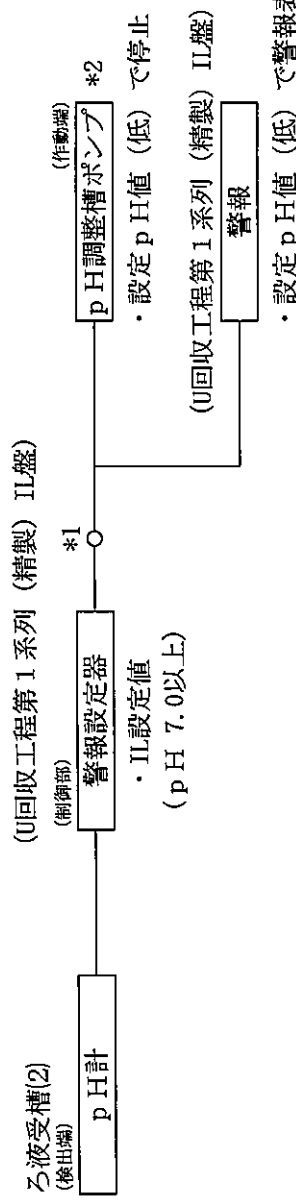 ろ液受槽(2)
(検出端)
pH計
(U回収工程第1系列(精製)IL盤)
(制御部)
警報設定器
・IL設定値
(pH 7.0以上)
*1
(作動端)
pH調整槽ポンプ *2
・設定pH値(低)で停止
(U回収工程第1系列(精製)IL盤)
警報
・設定pH値(低)で警報